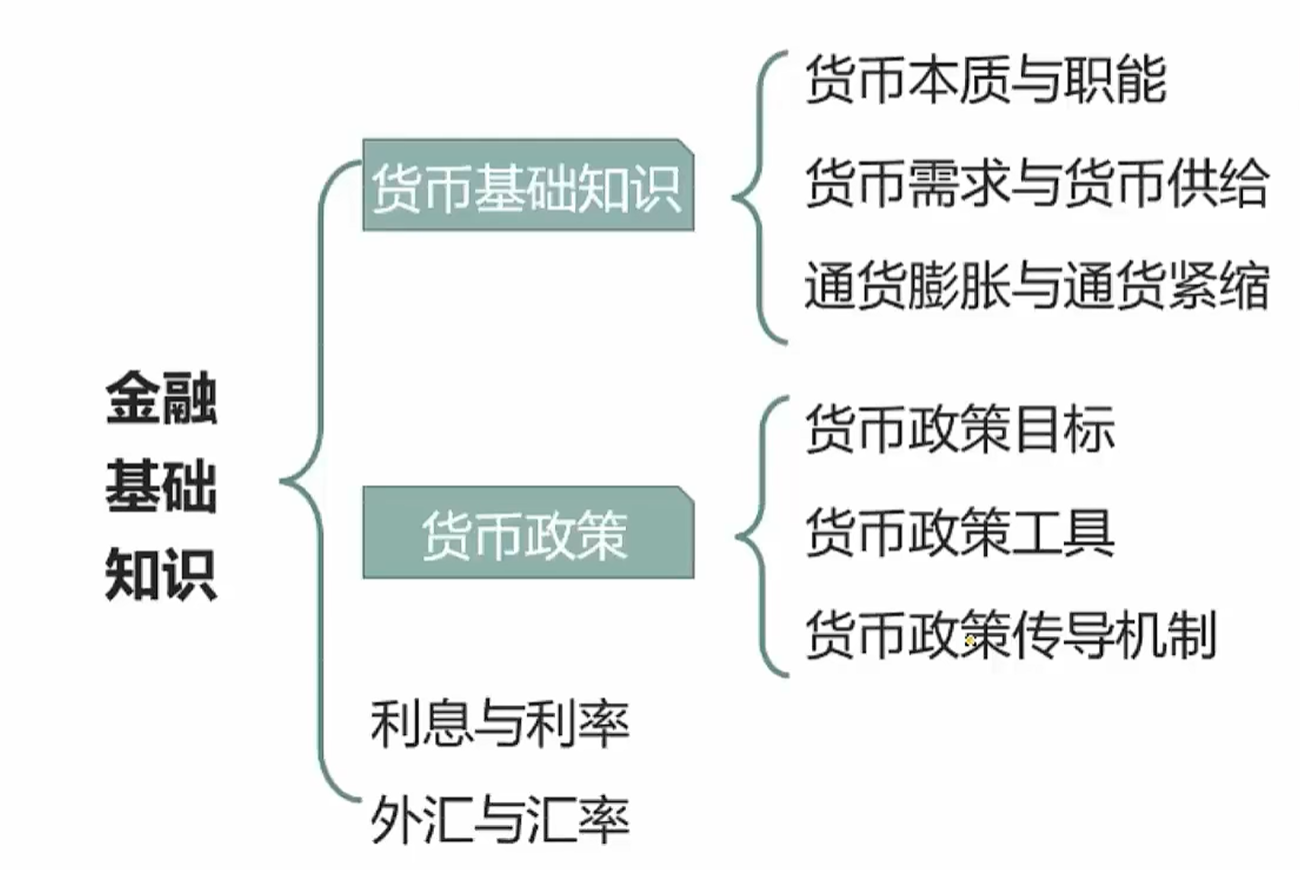 金融
基础
知识
货币基础知识
货币本质与职能
货币需求与货币供给
通货膨胀与通货紧缩
货币政策
货币政策目标
货币政策工具
货币政策传导机制
利息与利率
外汇与汇率